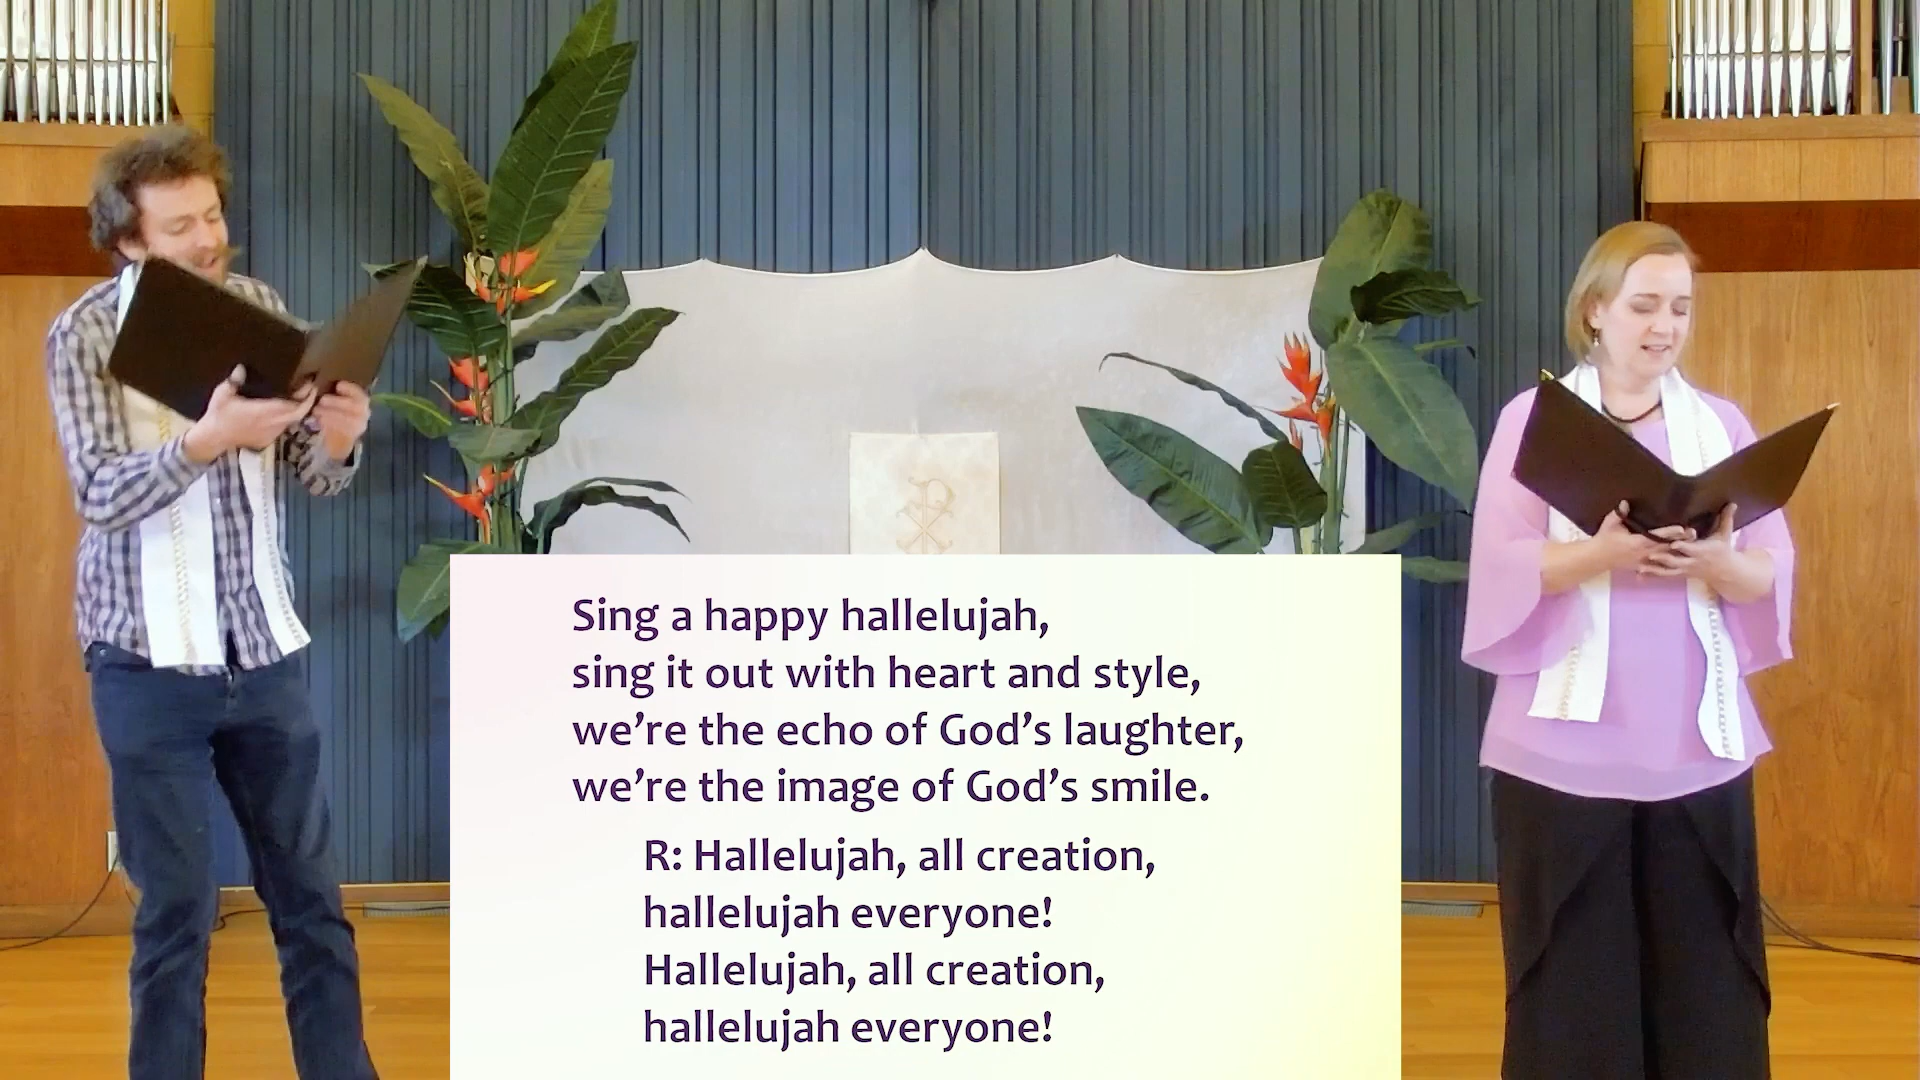 Sing a happy hallelujah,
sing it out with heart and style,
we’re the echo of God’s laughter,
we’re the image of God’s smile.
R: Hallelujah, all creation,
hallelujah everyone!
Hallelujah, all creation,
hallelujah everyone!